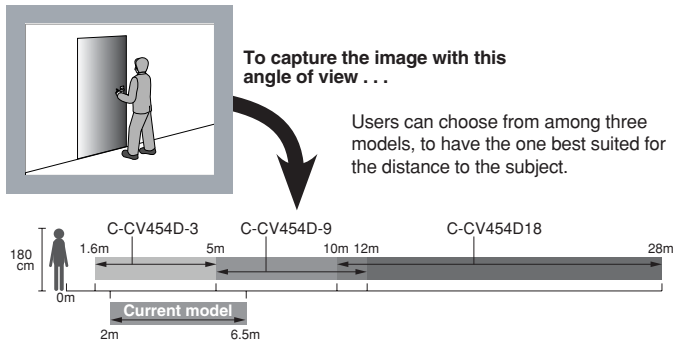 To capture the image with this
angle of view . . .
Users can choose from among three
models, to have the one best suited for
the distance to the subject.
C-CV454D-3 C-CV454D-9 C-CV454D18
1.6m 5m 10m 12m 28m
180
cm
0m
Current model
2m 6.5m